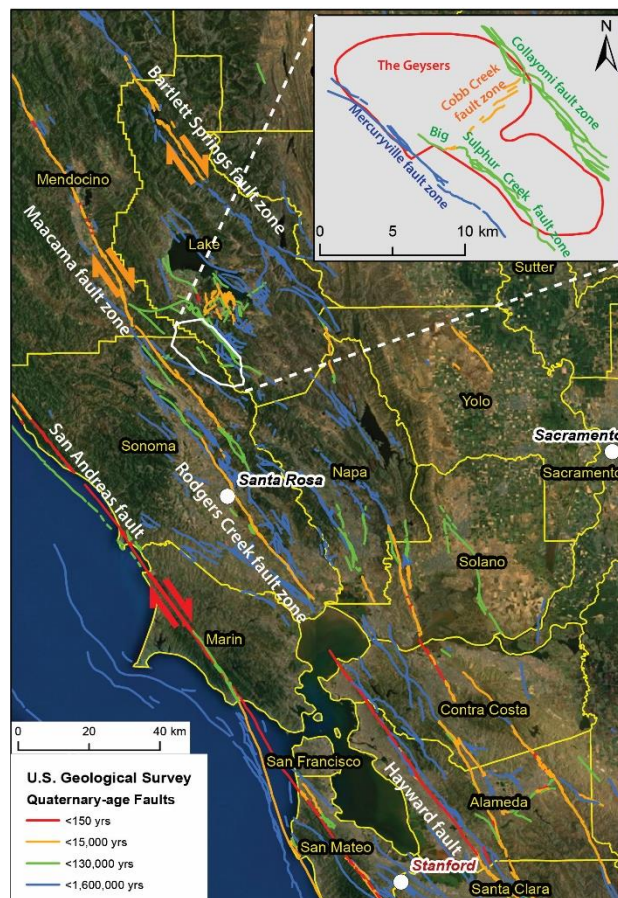 The Geysers
Collayomi fault zone
Cobb Creek
fault zone
Mercuryville fault zone
Big Sulphur Creek fault zone
N
0 5 10 km
Bartlett Springs fault zone
Mendocino
Maacama fault zone
Lake
Sutter
Yolo
Sacramento
Sacramento
Sonoma
Santa Rosa
Napa
San Andreas fault
Rodgers Creek fault zone
Solano
Marin
Contra Costa
San Francisco
Hayward fault
Alameda
San Mateo
Stanford
Santa Clara
0 20 40 km
U.S. Geological Survey
Quaternary-age Faults
<150 yrs
<15,000 yrs
<130,000 yrs
<1,600,000 yrs